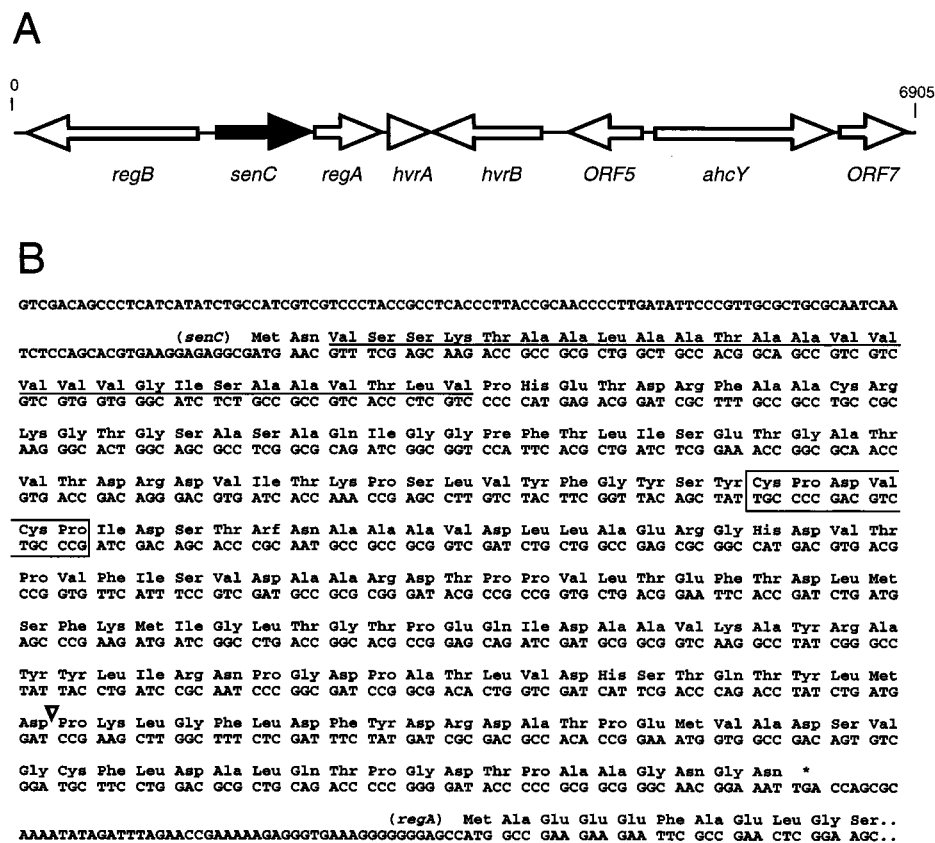 A
0
6905
regB senC regA hvrA hvrB ORF5 ahcY ORF7
B
GTCGACAGCCCTCATCATATCTGCCATCGTCGTCCCTACCGCCTCACCCTTACCGCAACCCCTTGATATTCCCGTTGCGCTGCGCAATCAA
(senC) Met Asn Val Ser Ser Lys Thr Ala Ala Leu Ala Ala Thr Ala Ala Val Val
TCTCCAGCACGTGAAGGAGAGGCGATG AAC GTT TCG AGC AAG ACC GCC GCG CTG GCT GCC ACG GCA GCC GTC GTC
Val Val Val Gly Ile Ser Ala Ala Val Thr Leu Val Pro His Glu Thr Asp Arg Phe Ala Ala Cys Arg
GTC GTG GTG GGC ATC TCT GCC GCC GTC ACC CTC GTC CCC CAT GAG ACG GAT CGC TTT GCC GCC TGC CGC
Lys Gly Thr Gly Ser Ala Ser Ala Gln Ile Gly Gly Pre Phe Thr Leu Ile Ser Glu Thr Gly Ala Thr
AAG GGC ACT GGC AGC GCC TCG GCG CAG ATC GGC GGT CCA TTC ACG CTG ATC TCG GAA ACC GGC GCA ACC
Val Thr Asp Arg Asp Val Ile Thr Lys Pro Ser Leu Val Tyr Phe Gly Tyr Ser Tyr Cys Pro Asp Val
GTG ACC GAC AGG GAC GTG ATC ACC AAA CCG AGC CTT GTC TAC TTC GGT TAC AGC TAT TGC CCC GAC GTC
Cys Pro Ile Asp Ser Thr Arf Asn Ala Ala Ala Val Asp Leu Leu Ala Glu Arg Gly His Asp Val Thr
TGC CCG ATC GAC AGC ACC CGC AAT GCC GCC GCG GTC GAT CTG CTG GCC GAG CGC GGC CAT GAC GTG ACG
Pro Val Phe Ile Ser Val Asp Ala Ala Arg Asp Thr Pro Pro Val Leu Thr Glu Phe Thr Asp Leu Met
CCG GTG TTC ATT TCC GTC GAT GCC GCG CGG GAT ACG CCG CCG GTG CTG ACG GAA TTC ACC GAT CTG ATG
Ser Phe Lys Met Ile Gly Leu Thr Gly Thr Pro Glu Gln Ile Asp Ala Ala Val Lys Ala Tyr Arg Ala
AGC CCG AAG ATG ATC GGC CTG ACC GGC ACG CCG GAG CAG ATC GAT GCG GCG GTC AAG GCC TAT CGG GCC
Tyr Tyr Leu Ile Arg Asn Pro Gly Asp Pro Ala Thr Leu Val Asp His Ser Thr Gln Thr Tyr Leu Met
TAT TAC CTG ATC CGC AAT CCC GGC GAT CCG GCG ACA CTG GTC GAT CAT TCG ACC CAG ACC TAT CTG ATG
Asp Pro Lys Leu Gly Phe Leu Asp Phe Tyr Asp Arg Asp Ala Thr Pro Glu Met Val Ala Asp Ser Val
GAT CCG AAG CTT GGC TTT CTC GAT TTC TAT GAT CGC GAC GCC ACA CCG GAA ATG GTG GCC GAC AGT GTC
Gly Cys Phe Leu Asp Ala Leu Gln Thr Pro Gly Asp Thr Pro Ala Ala Gly Asn Gly Asn *
GGA TGC TTC CTG GAC GCG CTG CAG ACC CCC GGG GAT ACC CCC GCG GCG GGC AAC GGA AAT TGA CCAGCGC
(regA) Met Ala Glu Glu Glu Phe Ala Glu Leu Gly Ser..
AAAATATAGATTTAGAACCGAAAAAGAGGGTGAAAGGGGGGGAGCCATG GCC GAA GAA GAA TTC GCC GAA CTC GGA AGC..